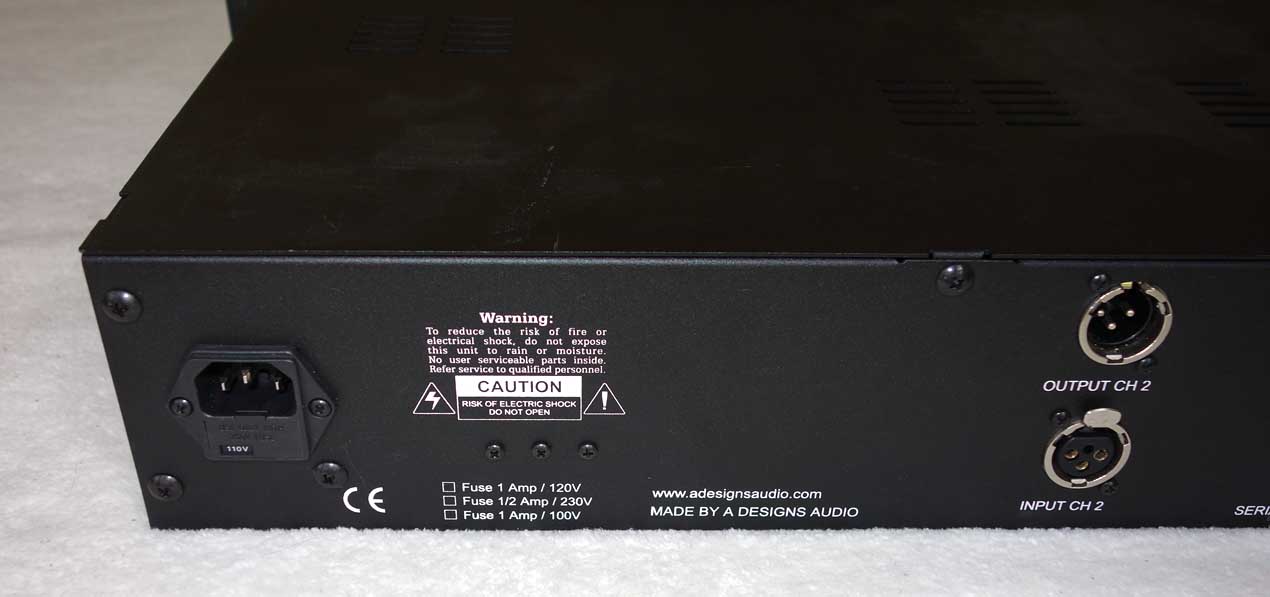 Warning:
To reduce the risk of fire or
electrical shock, do not expose
this unit to rain or moisture.
No user serviceable parts inside.
Refer service to qualified personnel.
CAUTION
RISK OF ELECTRIC SHOCK
DO NOT OPEN
110V
CE
Fuse 1 Amp / 120V
Fuse 1/2 Amp / 230V
Fuse 1 Amp / 100V
www.adesignsaudio.com
MADE BY A DESIGNS AUDIO
OUTPUT CH 2
INPUT CH 2